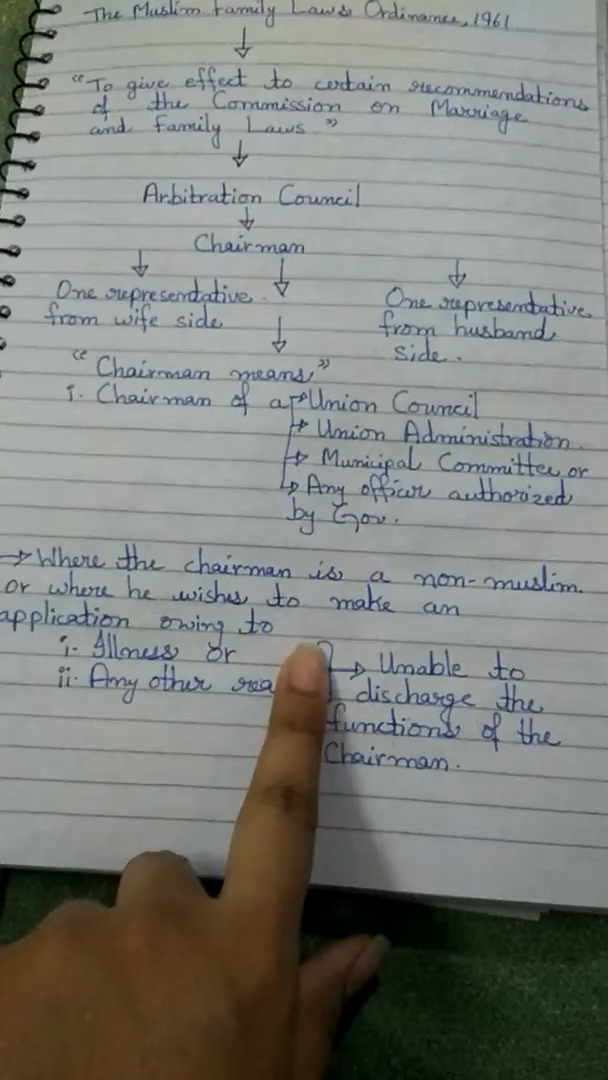 The Muslim Family Laws Ordinance, 1961
"To give effect to certain recommendations
of the Commission on Marriage
and Family Laws"
Arbitration Council
Chairman
One representative
from wife side
One representative
from husband
side.
"Chairman means"
i. Chairman of a → Union Council
→ Union Administration
→ Municipal Committee or
→ Any officer authorized
by Gov.
→ Where the chairman is a non-muslim.
or where he wishes to make an
application owing to
i. Illness or
ii. Any other
→ Unable to
discharge the
functions of the
Chairman.